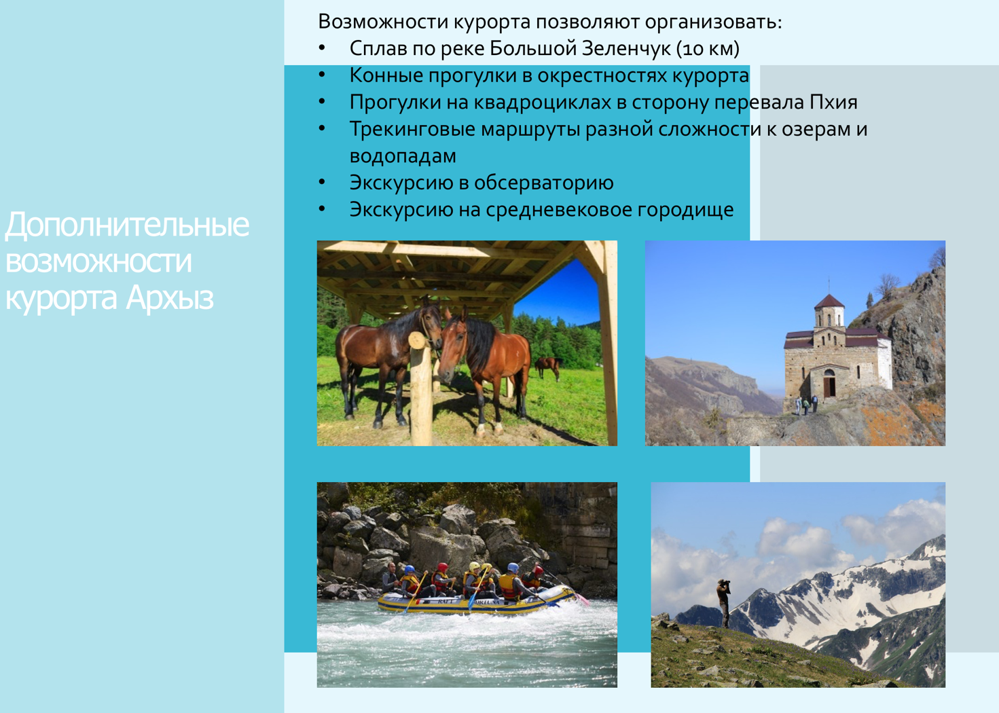 Возможности курорта позволяют организовать:
• Сплав по реке Большой Зеленчук (10 км)
• Конные прогулки в окрестностях курорта
• Прогулки на квадроциклах в сторону перевала Пхия
• Трекинговые маршруты разной сложности к озерам и
водопадам
• Экскурсию в обсерваторию
• Экскурсию на средневековое городище
Дополнительные
возможности
курорта Архыз
RAFT